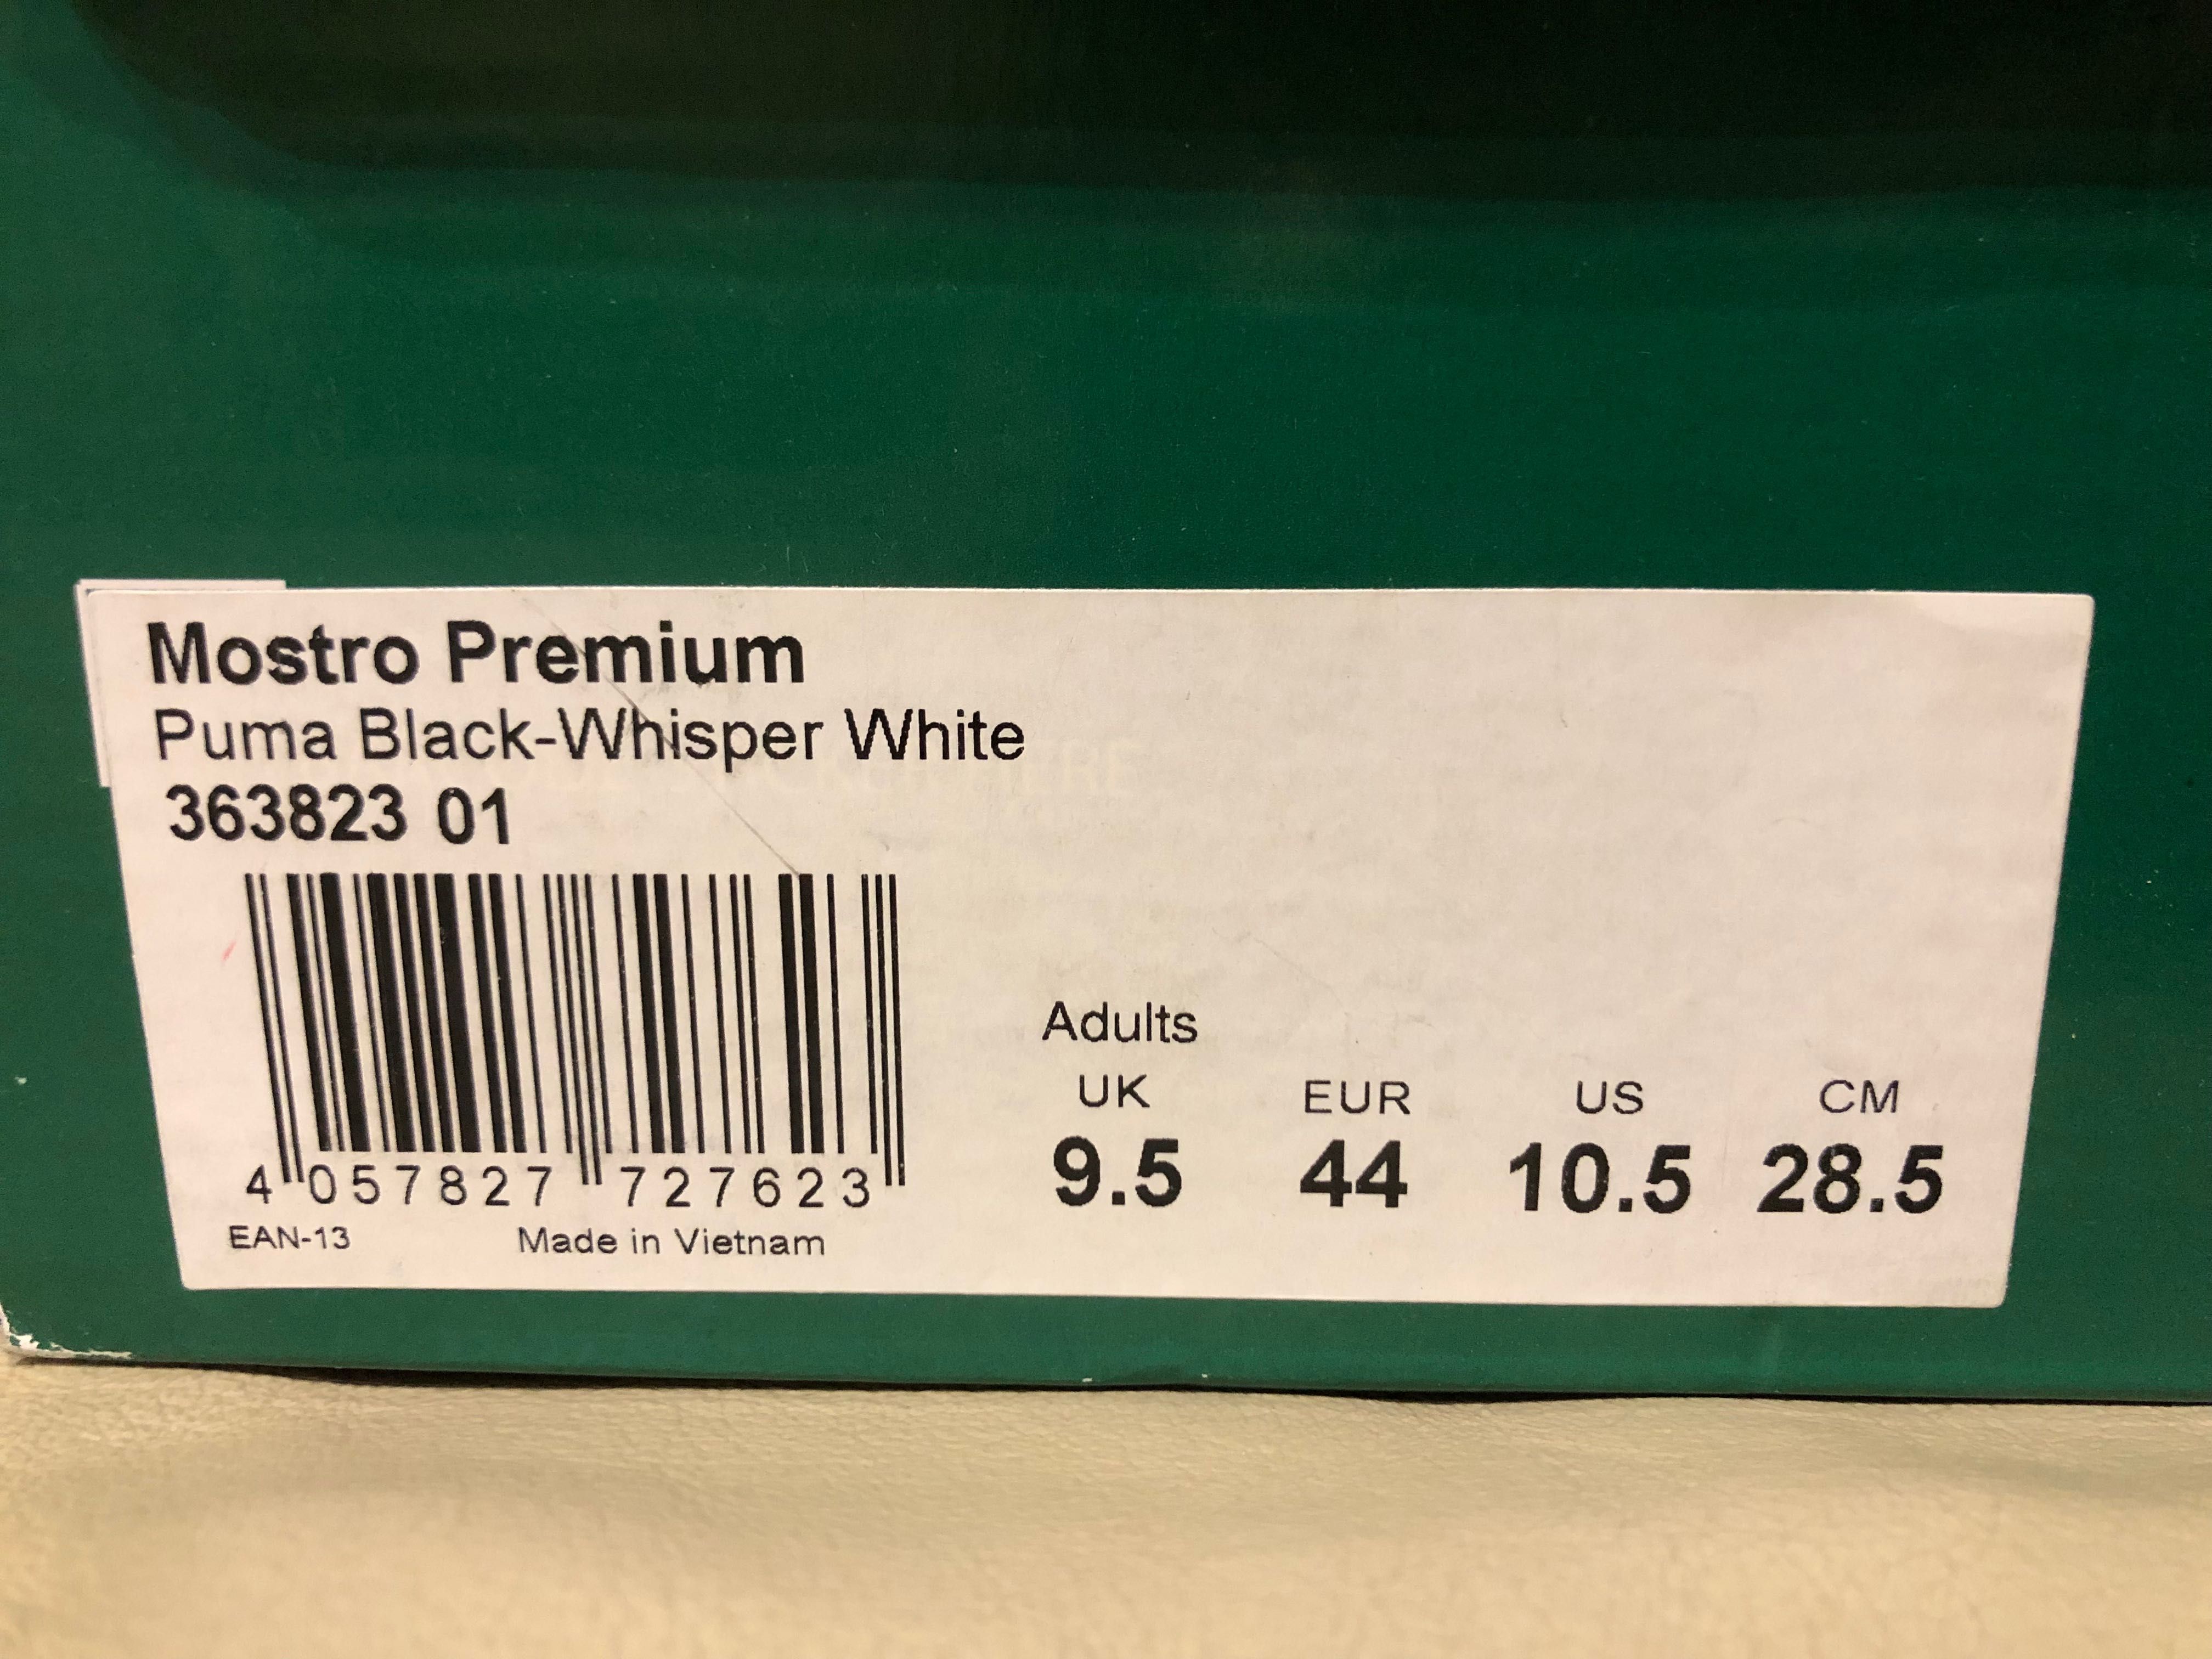 Mostro Premium
Puma Black-Whisper White
363823 01
4 057827 727623
EAN-13 Made in Vietnam
Adults
UK EUR US CM
9.5 44 10.5 28.5